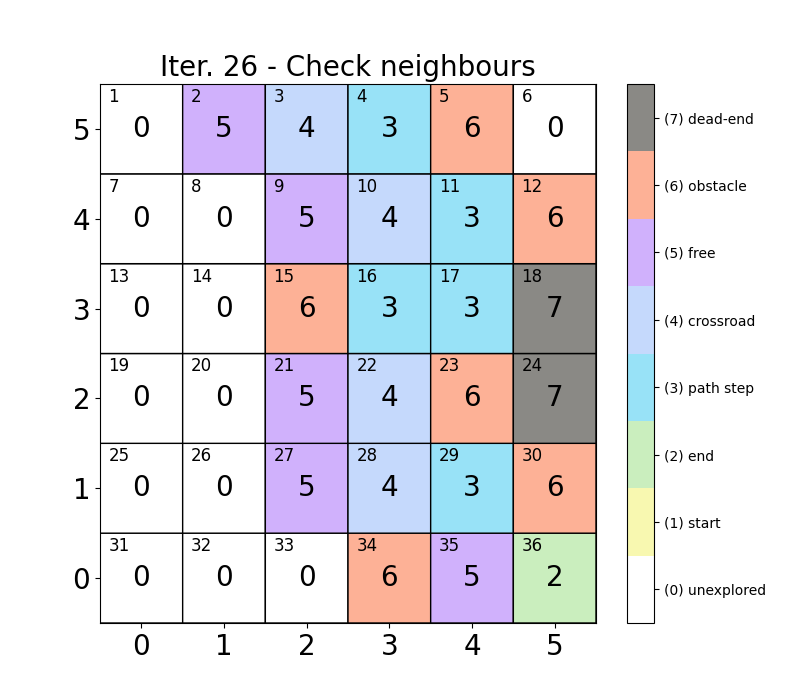 Iter. 26 - Check neighbours
1 2 3 4 5 6
5 0 5 4 3 6 0
7 8 9 10 11 12
4 0 0 5 4 3 6
13 14 15 16 17 18
3 0 0 6 3 3 7
19 20 21 22 23 24
2 0 0 5 4 6 7
25 26 27 28 29 30
1 0 0 5 4 3 6
31 32 33 34 35 36
0 0 0 0 6 5 2
0 1 2 3 4 5
(7) dead-end
(6) obstacle
(5) free
(4) crossroad
(3) path step
(2) end
(1) start
(0) unexplored